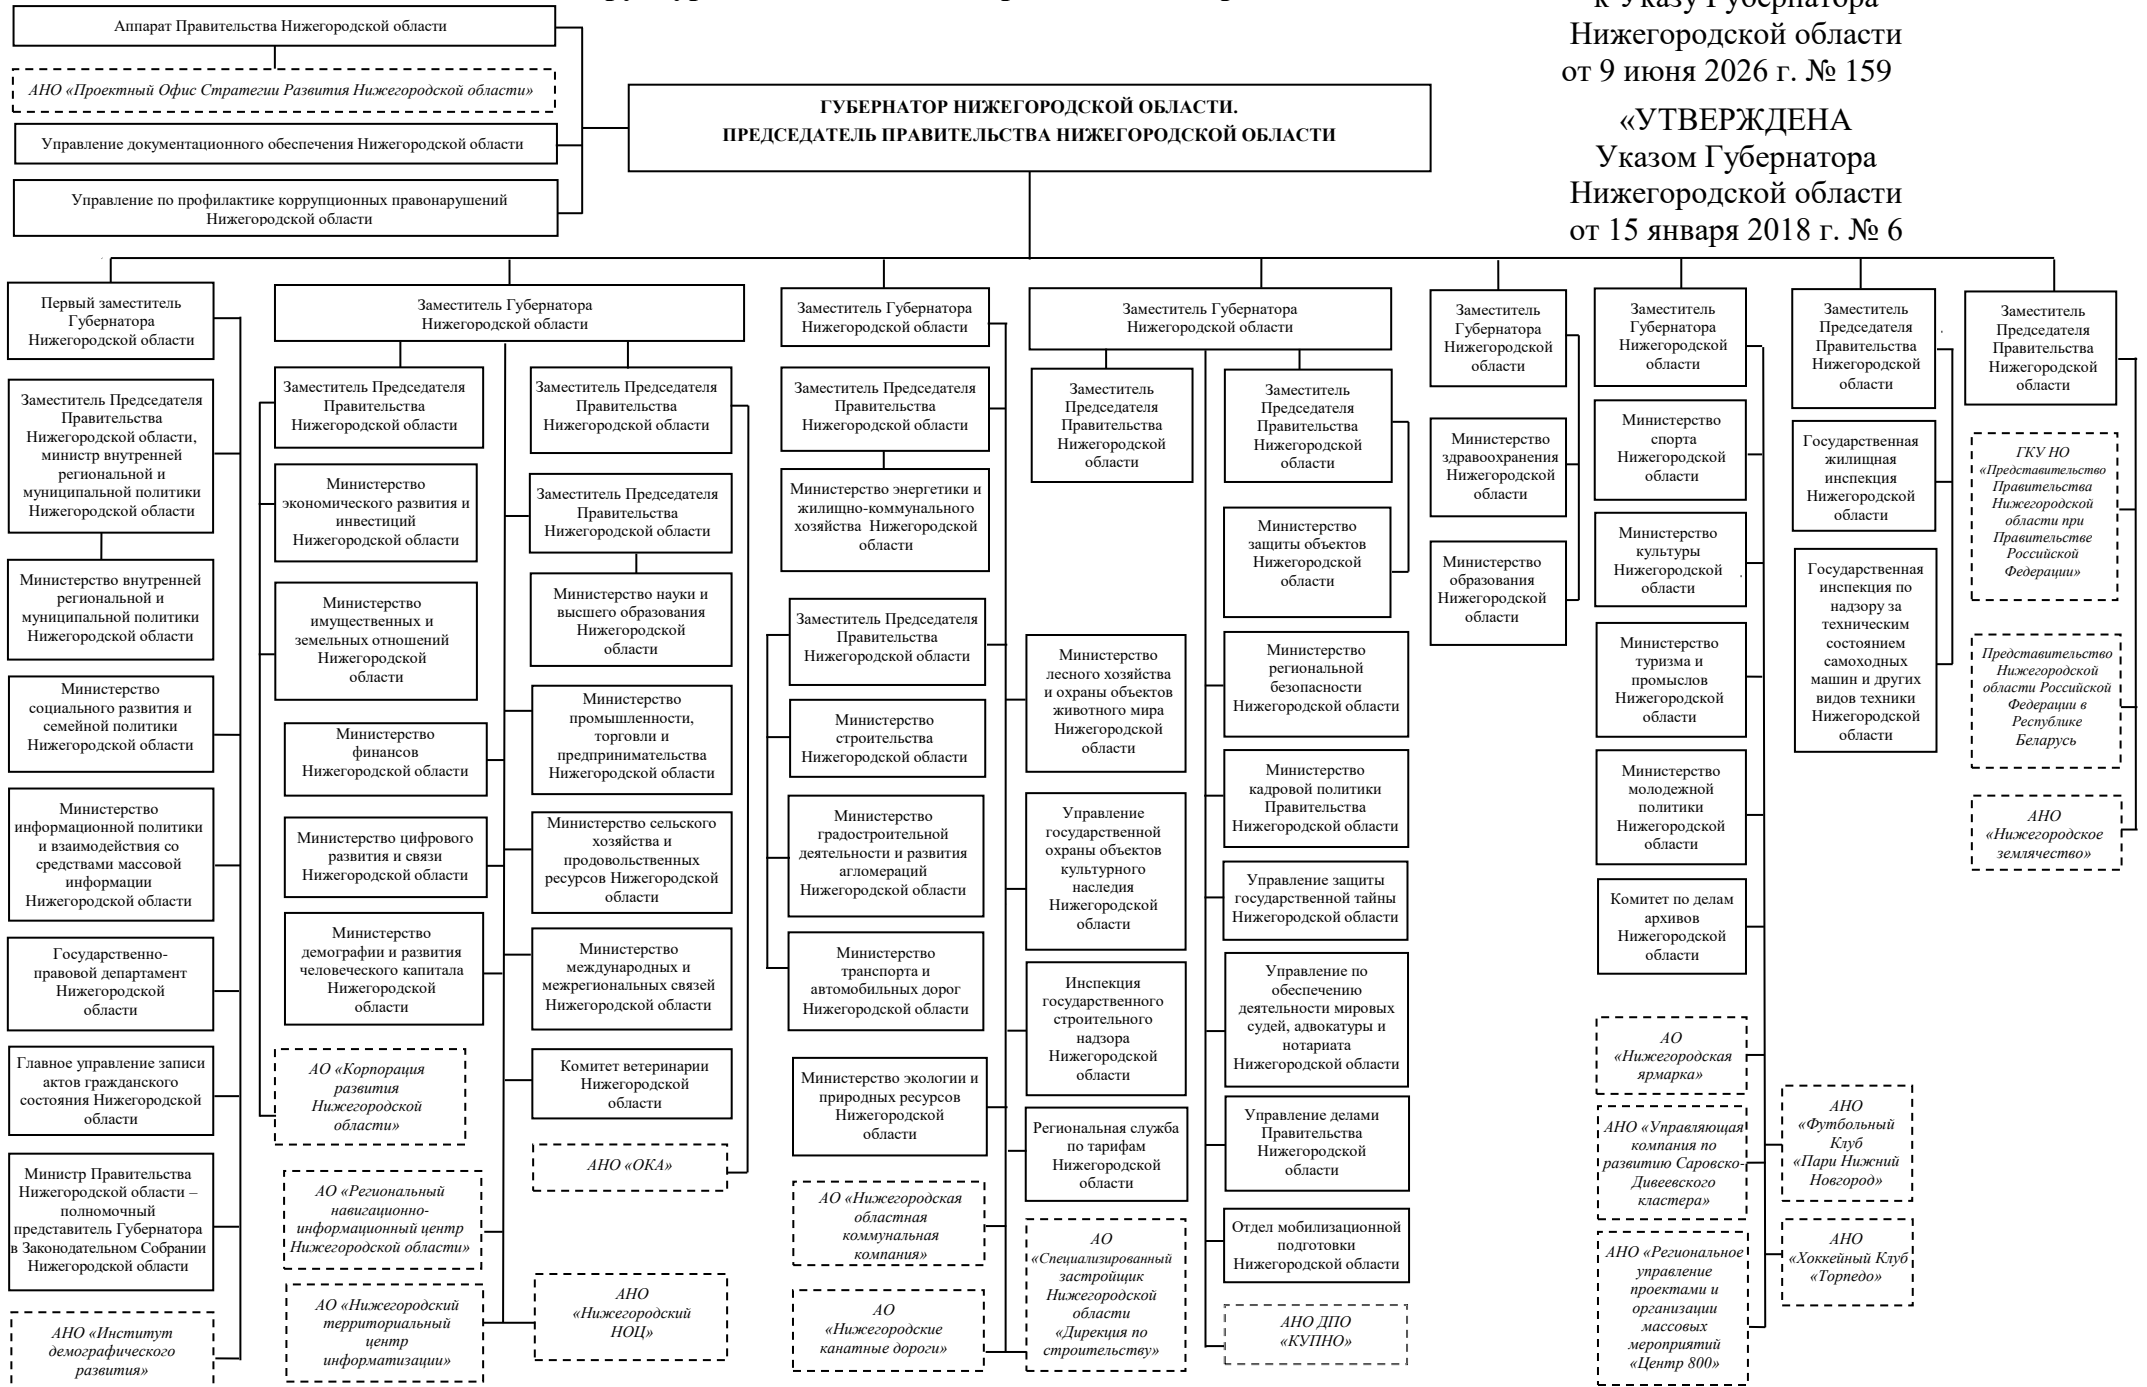 к Указу Губернатора
Нижегородской области
от 9 июня 2026 г. № 159
«УТВЕРЖДЕНА
Указом Губернатора
Нижегородской области
от 15 января 2018 г. № 6
Аппарат Правительства Нижегородской области
АНО «Проектный Офис Стратегии Развития Нижегородской области»
Управление документационного обеспечения Нижегородской области
Управление по профилактике коррупционных правонарушений
Нижегородской области
ГУБЕРНАТОР НИЖЕГОРОДСКОЙ ОБЛАСТИ.
ПРЕДСЕДАТЕЛЬ ПРАВИТЕЛЬСТВА НИЖЕГОРОДСКОЙ ОБЛАСТИ
Первый заместитель
Губернатора
Нижегородской области
Заместитель Председателя
Правительства
Нижегородской области,
министр внутренней
региональной и
муниципальной политики
Нижегородской области
Министерство внутренней
региональной и
муниципальной политики
Нижегородской области
Министерство
социального развития и
семейной политики
Нижегородской области
Министерство
информационной политики
и взаимодействия со
средствами массовой
информации
Нижегородской области
Государственно-
правовой департамент
Нижегородской
области
Главное управление записи
актов гражданского
состояния Нижегородской
области
Министр Правительства
Нижегородской области –
полномочный
представитель Губернатора
в Законодательном Собрании
Нижегородской области
АНО «Институт
демографического
развития»
Заместитель Губернатора
Нижегородской области
Заместитель Председателя
Правительства
Нижегородской области
Министерство
экономического развития и
инвестиций
Нижегородской области
Министерство
имущественных и
земельных отношений
Нижегородской
области
Министерство
финансов
Нижегородской области
Министерство цифрового
развития и связи
Нижегородской области
Министерство
демографии и развития
человеческого капитала
Нижегородской
области
АО «Корпорация
развития
Нижегородской
области»
АО «Региональный
навигационно-
информационный центр
Нижегородской области»
АО «Нижегородский
территориальный
центр
информатизации»
Заместитель Председателя
Правительства
Нижегородской области
Заместитель Председателя
Правительства
Нижегородской области
Министерство науки и
высшего образования
Нижегородской
области
Министерство
промышленности,
торговли и
предпринимательства
Нижегородской области
Министерство сельского
хозяйства и
продовольственных
ресурсов Нижегородской
области
Министерство
международных и
межрегиональных связей
Нижегородской области
Комитет ветеринарии
Нижегородской
области
АНО «ОКА»
АНО
«Нижегородский
НОЦ»
Заместитель Губернатора
Нижегородской области
Заместитель Председателя
Правительства
Нижегородской области
Министерство энергетики и
жилищно-коммунального
хозяйства Нижегородской
области
Заместитель Председателя
Правительства
Нижегородской области
Министерство
строительства
Нижегородской области
Министерство
градостроительной
деятельности и развития
агломераций
Нижегородской области
Министерство
транспорта и
автомобильных дорог
Нижегородской области
Министерство экологии и
природных ресурсов
Нижегородской
области
АО «Нижегородская
областная
коммунальная
компания»
АО
«Нижегородские
канатные дороги»
Заместитель Губернатора
Нижегородской области
Заместитель
Председателя
Правительства
Нижегородской
области
Министерство
лесного хозяйства
и охраны объектов
животного мира
Нижегородской
области
Управление
государственной
охраны объектов
культурного
наследия
Нижегородской
области
Инспекция
государственного
строительного
надзора
Нижегородской
области
Региональная служба
по тарифам
Нижегородской
области
АО
«Специализированный
застройщик
Нижегородской
области
«Дирекция по
строительству»
Заместитель
Председателя
Правительства
Нижегородской
области
Министерство
защиты объектов
Нижегородской
области
Министерство
региональной
безопасности
Нижегородской области
Министерство
кадровой политики
Правительства
Нижегородской области
Управление защиты
государственной тайны
Нижегородской области
Управление по
обеспечению
деятельности мировых
судей, адвокатуры и
нотариата
Нижегородской области
Управление делами
Правительства
Нижегородской
области
Отдел мобилизационной
подготовки
Нижегородской области
АНО ДПО
«КУПНО»
Заместитель
Губернатора
Нижегородской
области
Министерство
здравоохранения
Нижегородской
области
Министерство
образования
Нижегородской
области
Заместитель
Губернатора
Нижегородской
области
Министерство
спорта
Нижегородской
области
Министерство
культуры
Нижегородской
области
Министерство
туризма и
промыслов
Нижегородской
области
Министерство
молодежной
политики
Нижегородской
области
Комитет по делам
архивов
Нижегородской
области
АО
«Нижегородская
ярмарка»
АНО «Управляющая
компания по
развитию Саровско-
Дивеевского
кластера»
АНО «Региональное
управление
проектами и
организации
массовых
мероприятий
«Центр 800»
АНО
«Футбольный
Клуб
«Пари Нижний
Новгород»
АНО
«Хоккейный Клуб
«Торпедо»
Заместитель
Председателя
Правительства
Нижегородской
области
Государственная
жилищная
инспекция
Нижегородской
области
Государственная
инспекция по
надзору за
техническим
состоянием
самоходных
машин и других
видов техники
Нижегородской
области
Заместитель
Председателя
Правительства
Нижегородской
области
ГКУ НО
«Представительство
Правительства
Нижегородской
области при
Правительстве
Российской
Федерации»
Представительство
Нижегородской
области Российской
Федерации в
Республике
Беларусь
АНО
«Нижегородское
землячество»